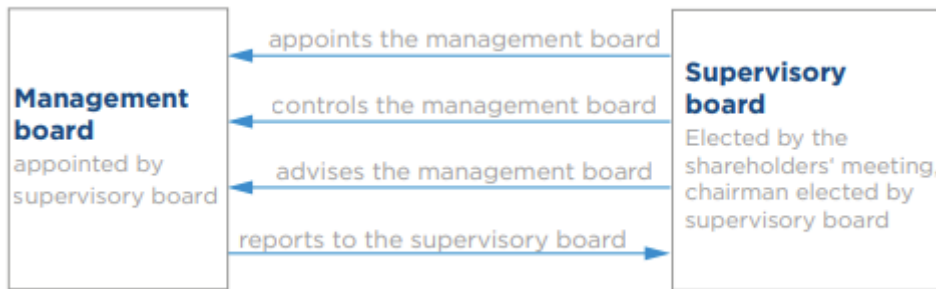 appoints the management board
controls the management board
advises the management board
reports to the supervisory board
Management
board
appointed by
supervisory board
Supervisory
board
Elected by the
shareholders' meeting,
chairman elected by
supervisory board